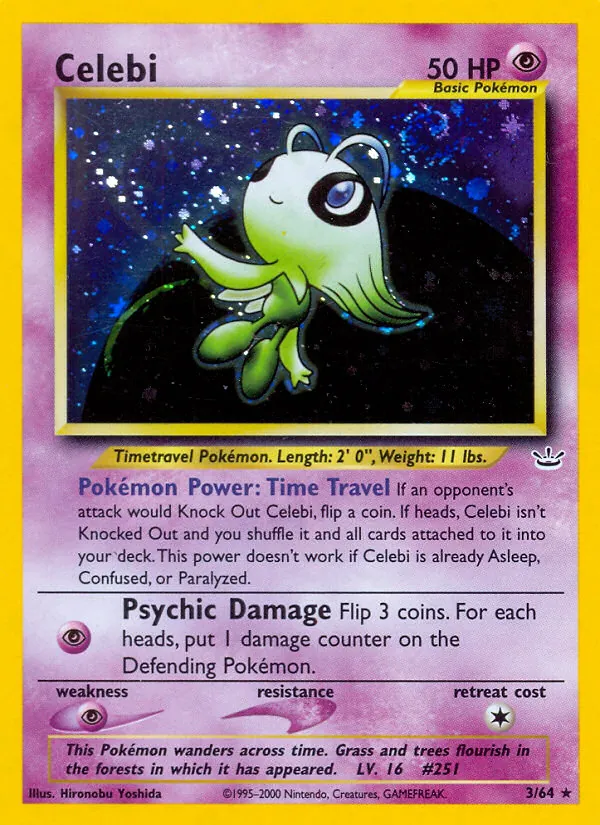 Celebi
50 HP
Basic Pokémon
Timetravel Pokémon. Length: 2' 0", Weight: 11 lbs.
Pokémon Power: Time Travel If an opponent's
attack would Knock Out Celebi, flip a coin. If heads, Celebi isn't
Knocked Out and you shuffle it and all cards attached to it into
your deck. This power doesn't work if Celebi is already Asleep,
Confused, or Paralyzed.
Psychic Damage Flip 3 coins. For each
heads, put 1 damage counter on the
Defending Pokémon.
weakness resistance retreat cost
This Pokémon wanders across time. Grass and trees flourish in
the forests in which it has appeared. LV. 16 #251
Illus. Hironobu Yoshida ©1995-2000 Nintendo, Creatures, GAMEFREAK. 3/64 ★